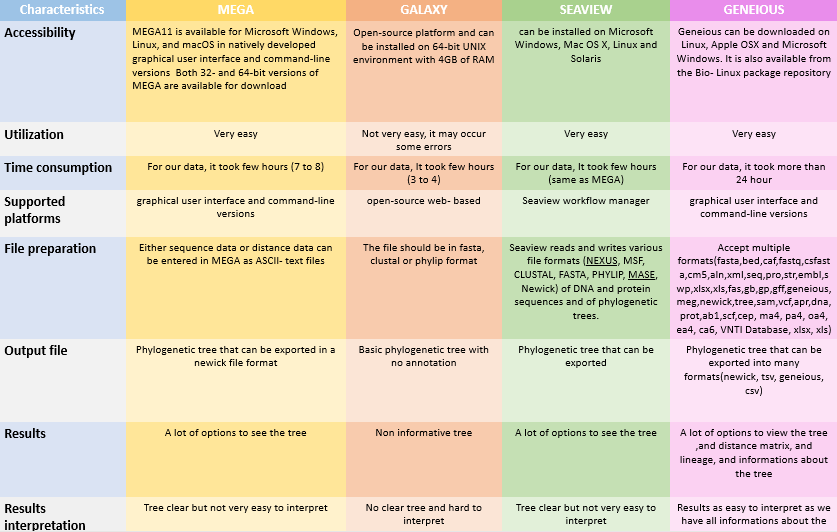 Characteristics MEGA GALAXY SEAVIEW GENEIOUS
Accessibility
MEGA11 is available for Microsoft Windows,
Linux, and macOS in natively developed
graphical user interface and command-line
versions Both 32- and 64-bit versions of
MEGA are available for download
Open-source platform and can
be installed on 64-bit UNIX
environment with 4GB of RAM
can be installed on Microsoft
Windows, Mac OS X, Linux and
Solaris
Geneious can be downloaded on
Linux, Apple OSX and Microsoft
Windows. It is also available from
the Bio- Linux package repository
Utilization
Very easy
Not very easy, it may occur
some errors
Very easy
Very easy
Time consumption
For our data, it took few hours (7 to 8)
For our data, It took few hours
(3 to 4)
For our data, It took few hours
(same as MEGA)
For our data, it took more than
24 hour
Supported
platforms
graphical user interface and command-line
versions
open-source web- based
Seaview workflow manager
graphical user interface and
command-line versions
File preparation
Either sequence data or distance data can
be entered in MEGA as ASCII- text files
The file should be in fasta,
clustal or phylip format
Seaview reads and writes various
file formats (NEXUS, MSF,
CLUSTAL, FASTA, PHYLIP, MASE,
Newick) of DNA and protein
sequences and of phylogenetic
trees.
Accept multiple
formats(fasta,bed,caf,fastq,csfast
a,cm5,aln,xml,seq,pro,str,embl,s
wp,xlsx,xls,fas,gb,gp,gff,geneious,
meg,newick,tree,sam,vcf,apr,dna,
prot,ab1,scf,cep, ma4, pa4, oa4,
ea4, ca6, VNTI Database, xlsx, xls)
Output file
Phylogenetic tree that can be exported in a
newick file format
Basic phylogenetic tree with
no annotation
Phylogenetic tree that can be
exported
Phylogenetic tree that can be
exported into many
formats(newick, tsv, geneious,
csv)
Results
A lot of options to see the tree
Non informative tree
A lot of options to see the tree
A lot of options to view the tree
,and distance matrix, and
lineage, and informations about
the tree
Results
interpretation
Tree clear but not very easy to interpret
No clear tree and hard to
interpret
Tree clear but not very easy to
interpret
Results as easy to interpret as we
have all informations about the